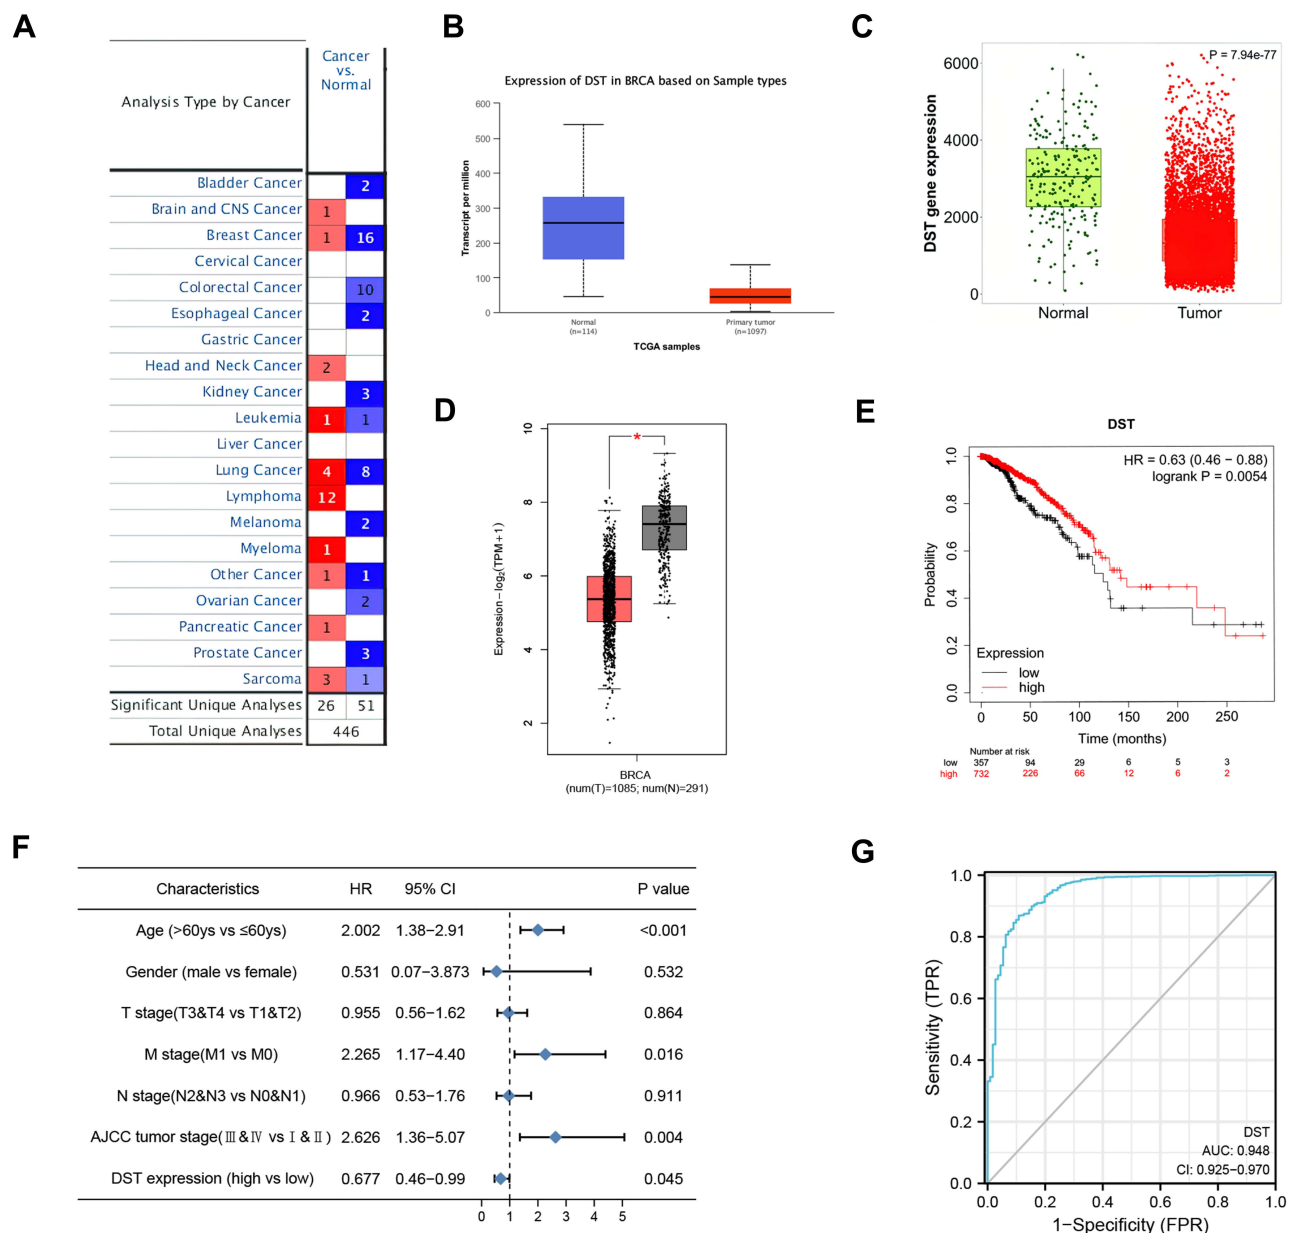 A
Analysis Type by Cancer
Cancer
vs.
Normal
Bladder Cancer 2
Brain and CNS Cancer 1
Breast Cancer 1 16
Cervical Cancer
Colorectal Cancer 10
Esophageal Cancer 2
Gastric Cancer
Head and Neck Cancer 2
Kidney Cancer 3
Leukemia 1 1
Liver Cancer
Lung Cancer 4 8
Lymphoma 12
Melanoma 2
Myeloma 1
Other Cancer 1 1
Ovarian Cancer 2
Pancreatic Cancer 1
Prostate Cancer 3
Sarcoma 3 1
Significant Unique Analyses 26 51
Total Unique Analyses 446
B
Expression of DST in BRCA based on Sample types
Transcript per million
600
500
400
300
200
100
0
Normal
(n=114)
Primary tumor
(n=1097)
TCGA samples
C
P = 7.94e-77
DST gene expression
6000
4000
2000
0
Normal Tumor
D
*
Expression−log2(TPM+1)
10
8
6
4
2
BRCA
(num(T)=1085; num(N)=291)
E
DST
HR = 0.63 (0.46 − 0.88)
logrank P = 0.0054
Probability
1.0
0.8
0.6
0.4
0.2
0.0
Expression
low
high
0 50 100 150 200 250
Time (months)
Number at risk
low 357 94 29 6 5 3
high 732 226 66 12 6 2
F
Characteristics HR 95% CI P value
Age (>60ys vs ≤60ys) 2.002 1.38−2.91 <0.001
Gender (male vs female) 0.531 0.07−3.873 0.532
T stage(T3&T4 vs T1&T2) 0.955 0.56−1.62 0.864
M stage(M1 vs M0) 2.265 1.17−4.40 0.016
N stage(N2&N3 vs N0&N1) 0.966 0.53−1.76 0.911
AJCC tumor stage(Ⅲ&Ⅳ vs Ⅰ&Ⅱ) 2.626 1.36−5.07 0.004
DST expression (high vs low) 0.677 0.46−0.99 0.045
0 1 2 3 4 5
G
Sensitivity (TPR)
1.0
0.8
0.6
0.4
0.2
0.0
DST
AUC: 0.948
CI: 0.925−0.970
0.0 0.2 0.4 0.6 0.8 1.0
1−Specificity (FPR)